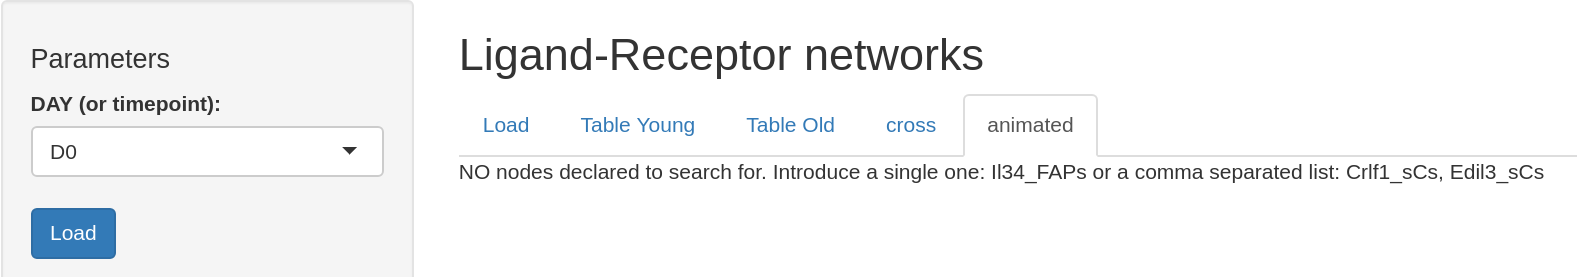 Parameters
DAY (or timepoint):
D0
Load
Ligand-Receptor networks
Load Table Young Table Old cross animated
NO nodes declared to search for. Introduce a single one: Il34_FAPs or a comma separated list: Crlf1_sCs, Edil3_sCs